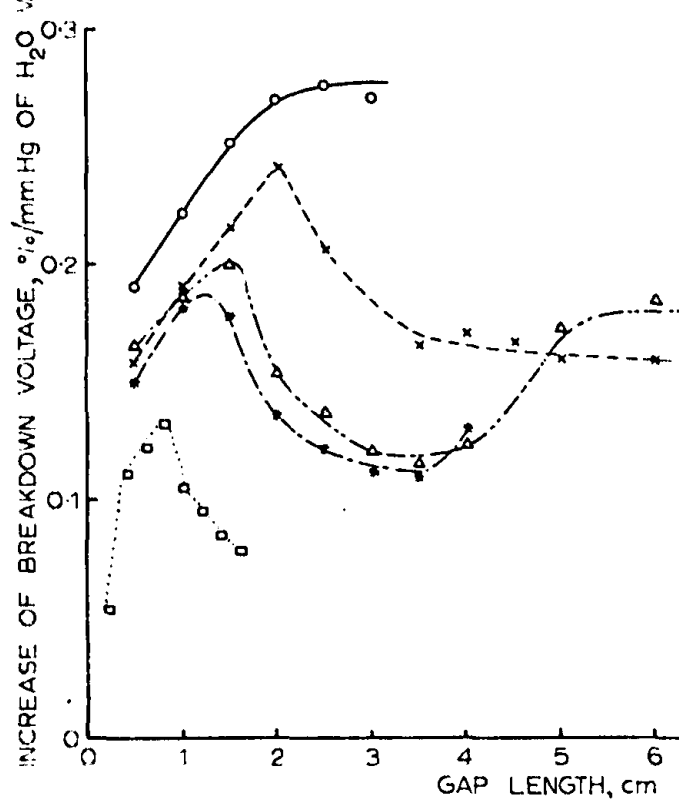 INCREASE OF BREAKDOWN VOLTAGE, %/mm Hg OF H₂O
0·3
0·2
0·1
0
0 1 2 3 4 5 6
GAP LENGTH, cm